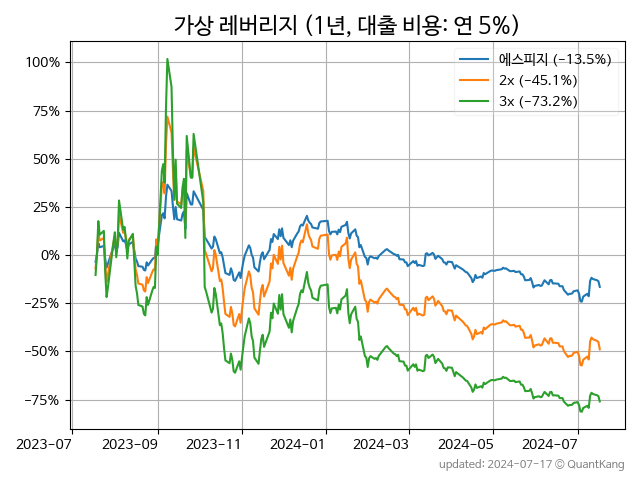 가상 레버리지 (1년, 대출 비용: 연 5%)
에스피지 (-13.5%)
2x (-45.1%)
3x (-73.2%)
100%
75%
50%
25%
0%
−25%
−50%
−75%
2023-07 2023-09 2023-11 2024-01 2024-03 2024-05 2024-07
updated: 2024-07-17 © QuantKang